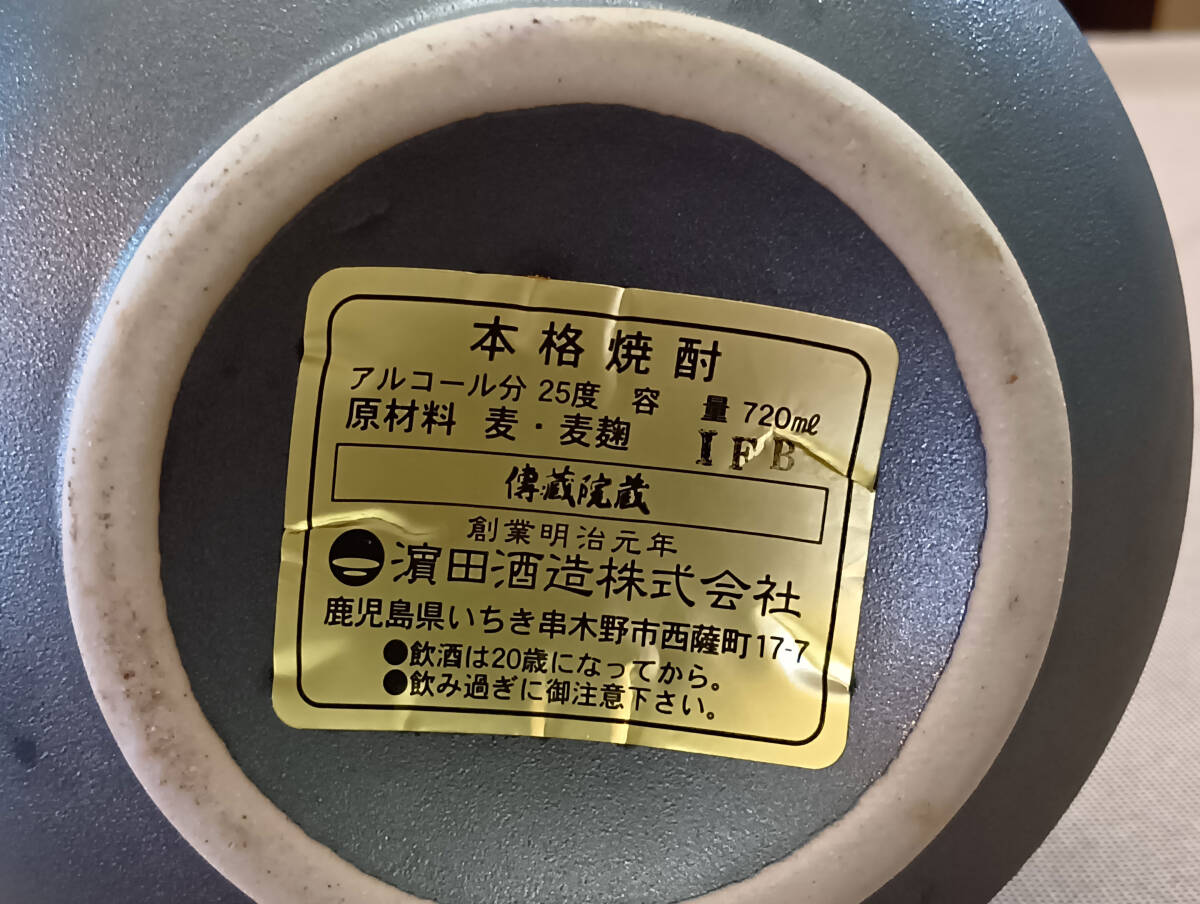 本格焼酎
アルコール分 25度 容 量 720mℓ
原材料 麦・麦麹 IFB
傳蔵院蔵
創業明治元年
濵田酒造株式会社
鹿児島県いちき串木野市西薩町17-7
●飲酒は20歳になってから。
●飲み過ぎに御注意下さい。